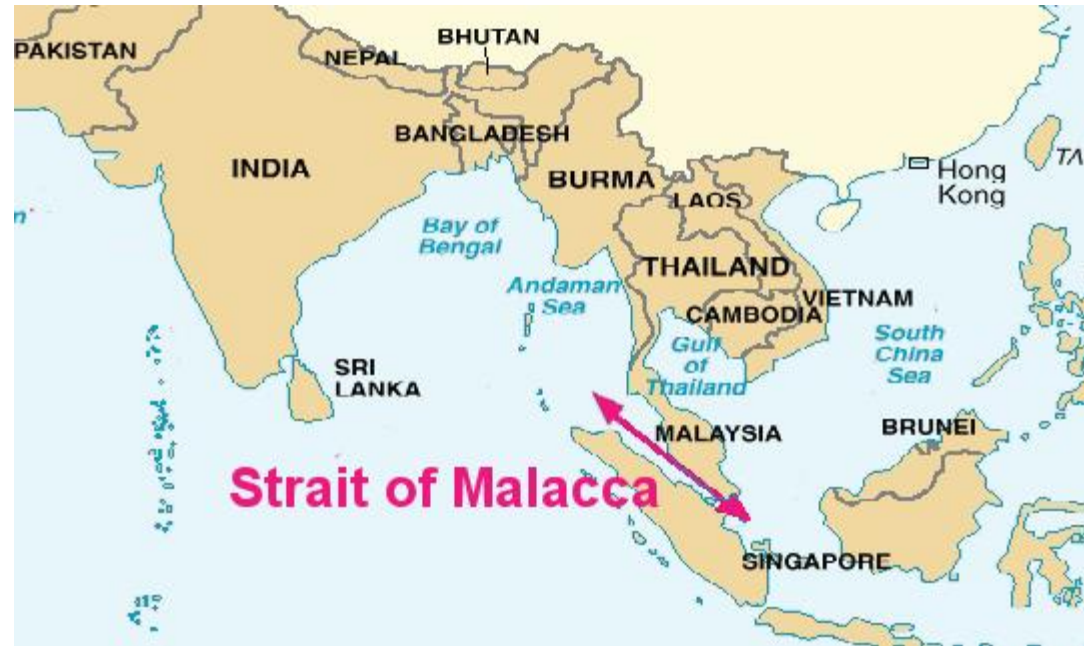 PAKISTAN
NEPAL
BHUTAN
BANGLADESH
INDIA
BURMA
LAOS
Hong
Kong
TA
n
Bay of
Bengal
THAILAND
Andaman
Sea
CAMBODIA
VIETNAM
Gulf
of
Thailand
South
China
Sea
SRI
LANKA
MALAYSIA
BRUNEI
Strait of Malacca
SINGAPORE